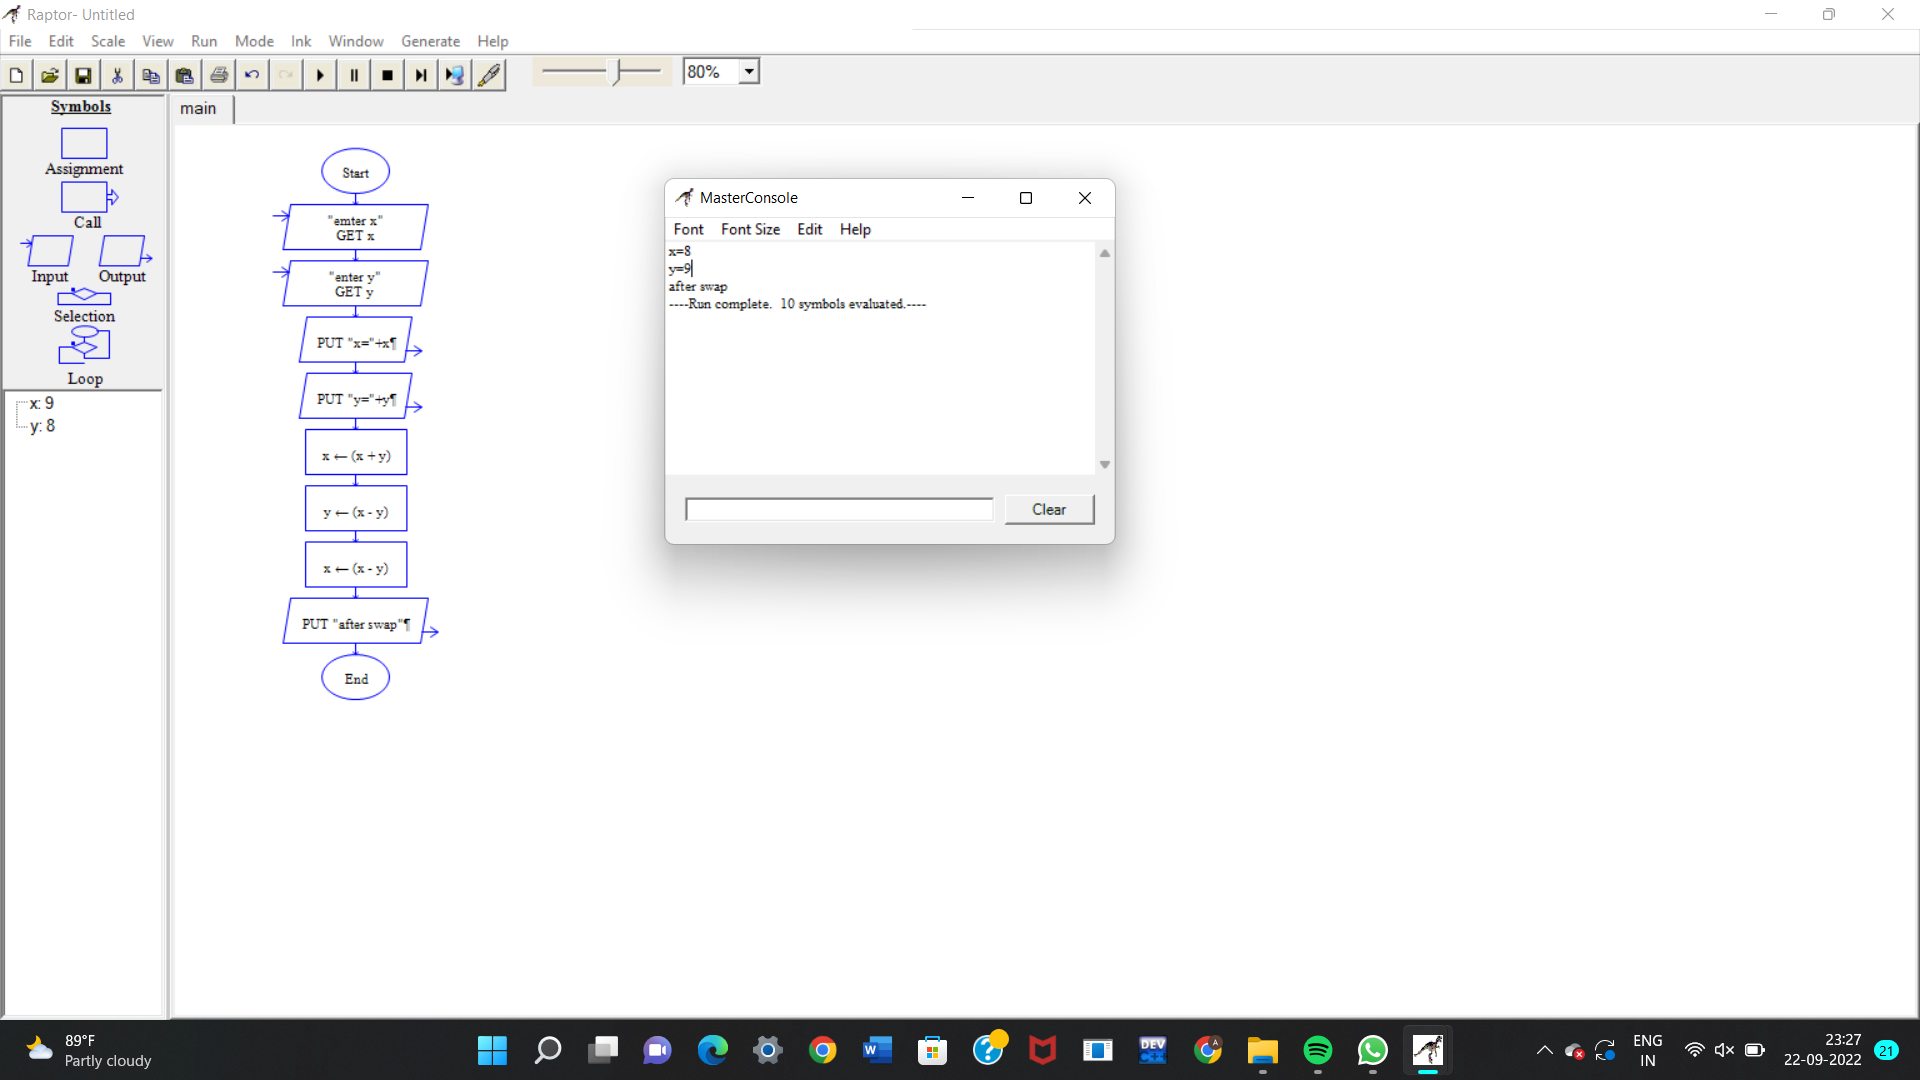 Raptor- Untitled
File Edit Scale View Run Mode Ink Window Generate Help
80%
Symbols
Assignment
Call
Input Output
Selection
Loop
x: 9
y: 8
main
Start
"emter x"
GET x
"enter y"
GET y
PUT "x="+x¶
PUT "y="+y¶
x ← (x + y)
y ← (x - y)
x ← (x - y)
PUT "after swap"¶
End
MasterConsole
Font Font Size Edit Help
x=8
y=9
after swap
----Run complete. 10 symbols evaluated.----
Clear
89°F
Partly cloudy
W
DEV
C++
A
ENG
IN
23:27
22-09-2022
21